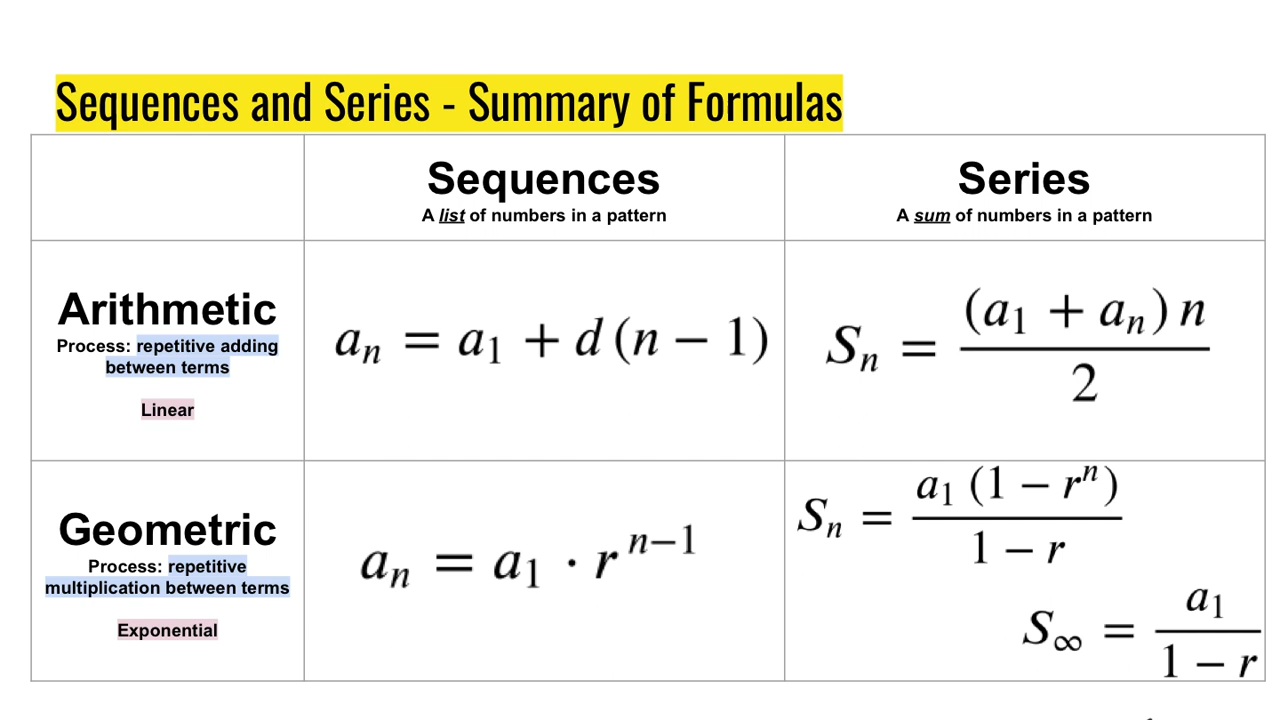 Sequences and Series - Summary of Formulas
Sequences
A list of numbers in a pattern
Series
A sum of numbers in a pattern
Arithmetic
Process: repetitive adding
between terms
Linear
aₙ = a₁ + d (n − 1)
Sₙ = (a₁ + aₙ) n / 2
Geometric
Process: repetitive
multiplication between terms
Exponential
aₙ = a₁ · rⁿ⁻¹
Sₙ = a₁ (1 − rⁿ) / 1 − r
S∞ = a₁ / 1 − r